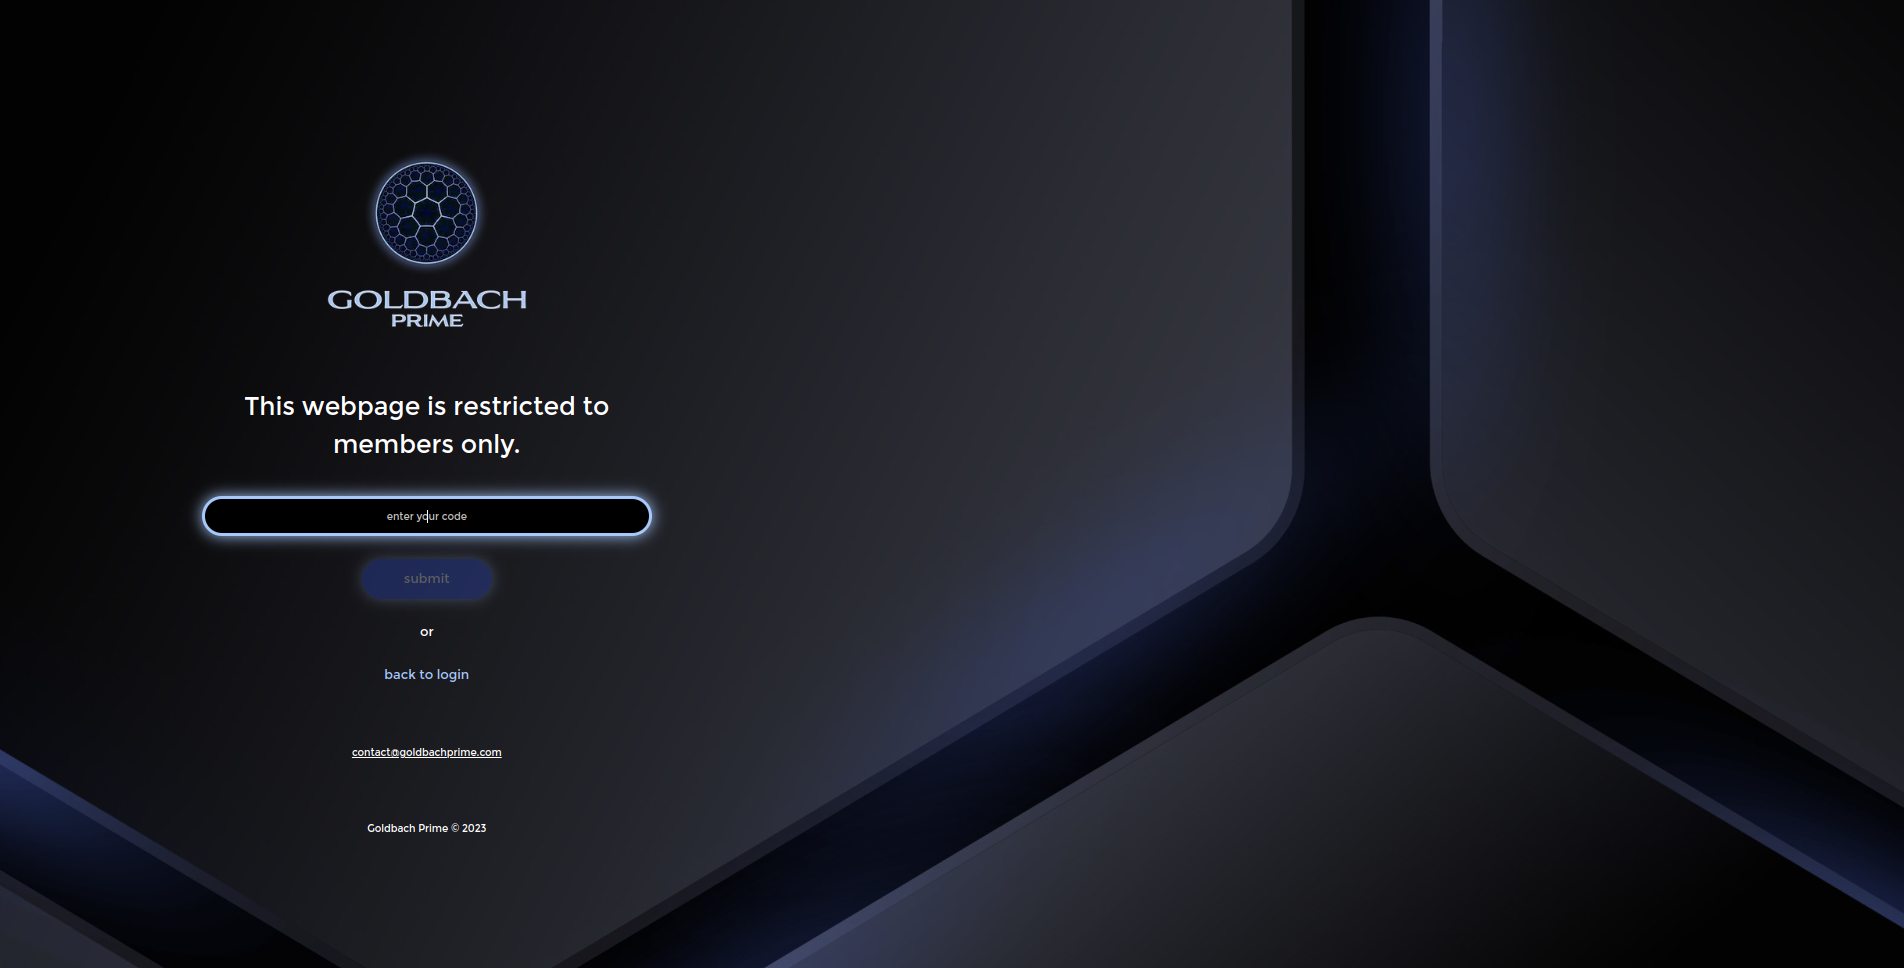 GOLDBACH
PRIME
This webpage is restricted to
members only.
enter your code
submit
or
back to login
contact@goldbachprime.com
Goldbach Prime © 2023